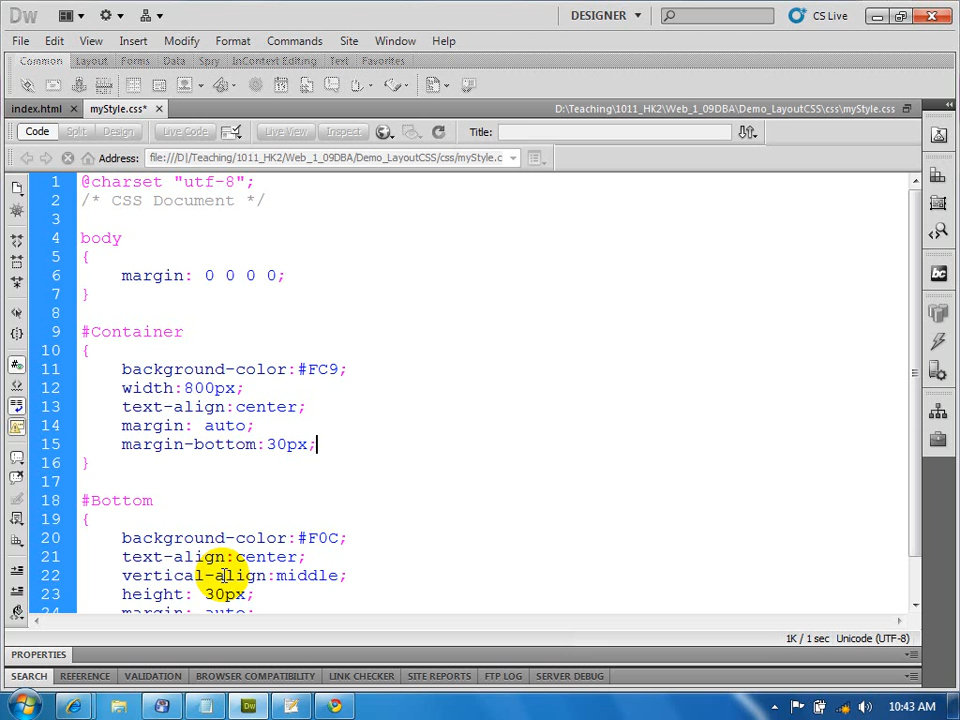 Dw
DESIGNER
CS Live
File Edit View Insert Modify Format Commands Site Window Help
Common Layout Forms Data Spry InContext Editing Text Favorites
index.html myStyle.css* D:\Teaching\1011_HK2\Web_1_09DBA\Demo_LayoutCSS\css\myStyle.css
Code Split Design Live Code Live View Inspect Title:
Address: file:///D|/Teaching/1011_HK2/Web_1_09DBA/Demo_LayoutCSS/css/myStyle.c
1 @charset "utf-8";
2 /* CSS Document */
3
4 body
5 {
6 margin: 0 0 0 0;
7 }
8
9 #Container
10 {
11 background-color:#FC9;
12 width:800px;
13 text-align:center;
14 margin: auto;
15 margin-bottom:30px;
16 }
17
18 #Bottom
19 {
20 background-color:#F0C;
21 text-align:center;
22 vertical-align:middle;
23 height: 30px;
24 margin: auto;
1K / 1 sec Unicode (UTF-8)
PROPERTIES
SEARCH REFERENCE VALIDATION BROWSER COMPATIBILITY LINK CHECKER SITE REPORTS FTP LOG SERVER DEBUG
Dw
10:43 AM
bc